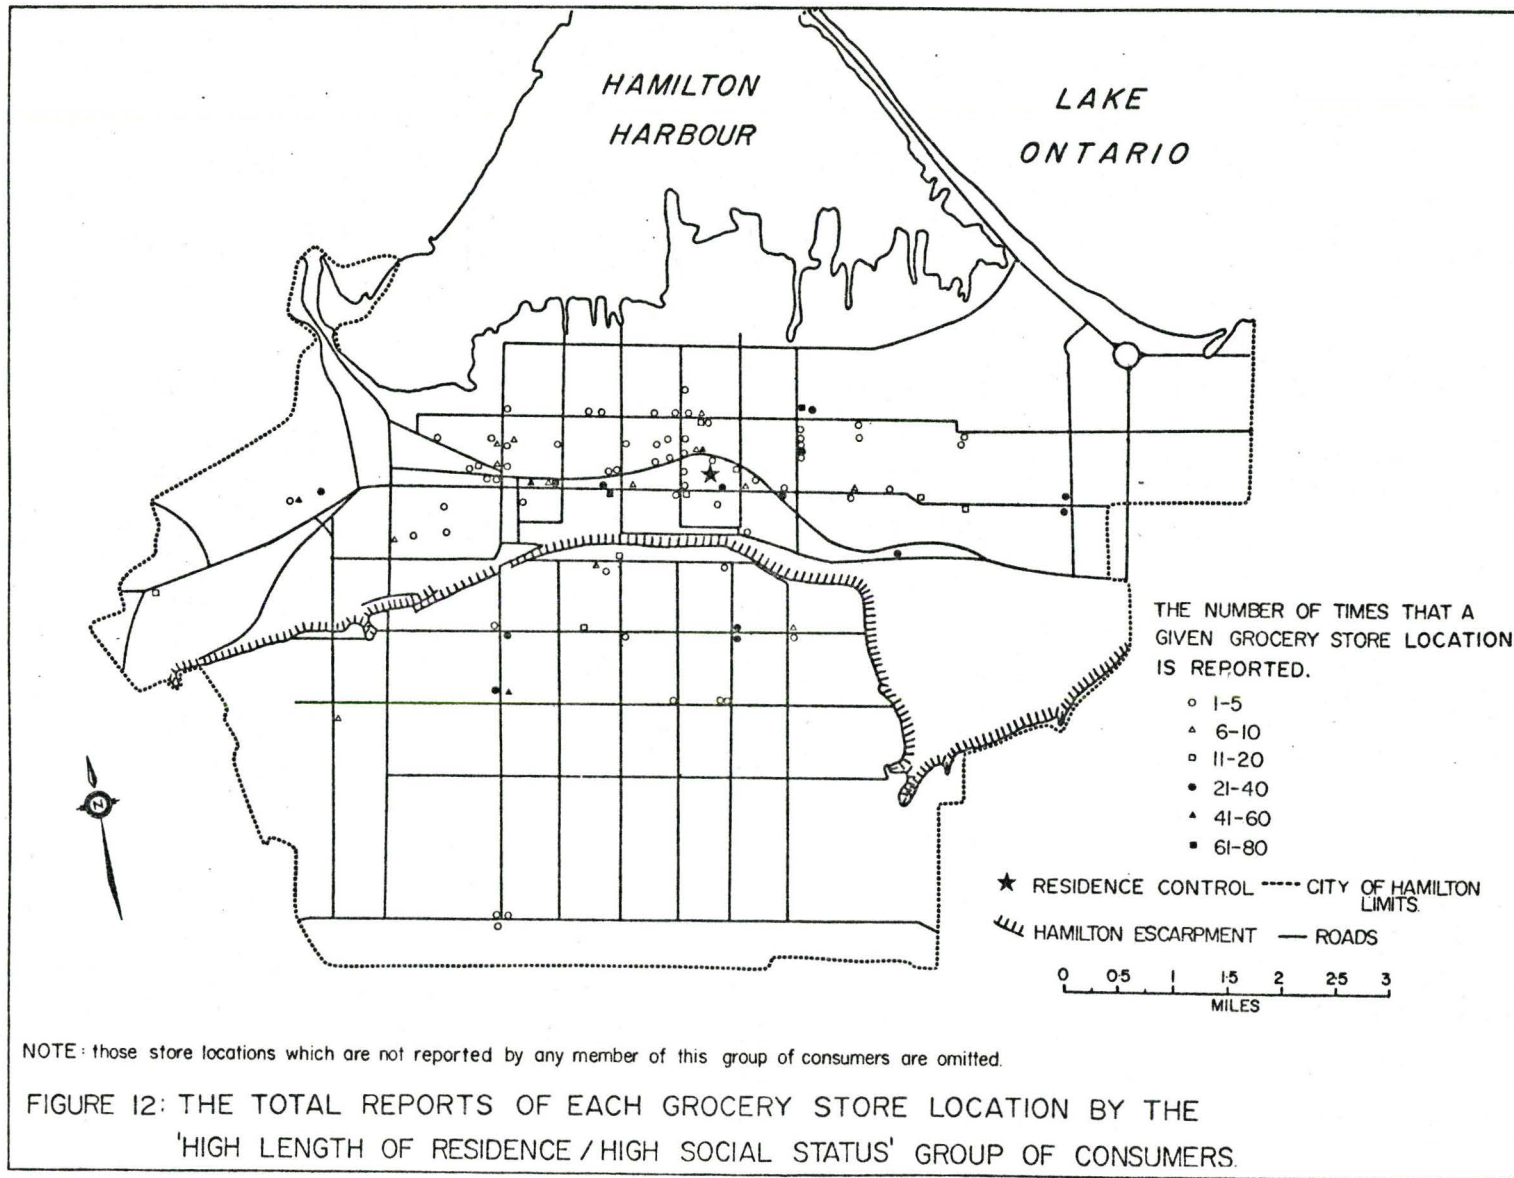 HAMILTON
HARBOUR
LAKE
ONTARIO
THE NUMBER OF TIMES THAT A
GIVEN GROCERY STORE LOCATION
IS REPORTED.
1-5
6-10
11-20
21-40
41-60
61-80
RESIDENCE CONTROL
CITY OF HAMILTON
LIMITS.
HAMILTON ESCARPMENT
ROADS
0 0·5 1 1·5 2 2·5 3
MILES
N
NOTE: those store locations which are not reported by any member of this group of consumers are omitted.
FIGURE 12: THE TOTAL REPORTS OF EACH GROCERY STORE LOCATION BY THE
'HIGH LENGTH OF RESIDENCE / HIGH SOCIAL STATUS' GROUP OF CONSUMERS.